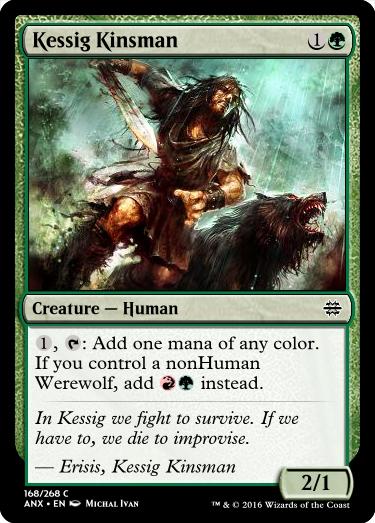 Kessig Kinsman 1
Creature — Human
1, : Add one mana of any color.
If you control a nonHuman
Werewolf, add instead.
In Kessig we fight to survive. If we
have to, we die to improvise.
— Erisis, Kessig Kinsman
2/1
168/268 C
ANX • EN MICHAL IVAN
™ & © 2016 Wizards of the Coast